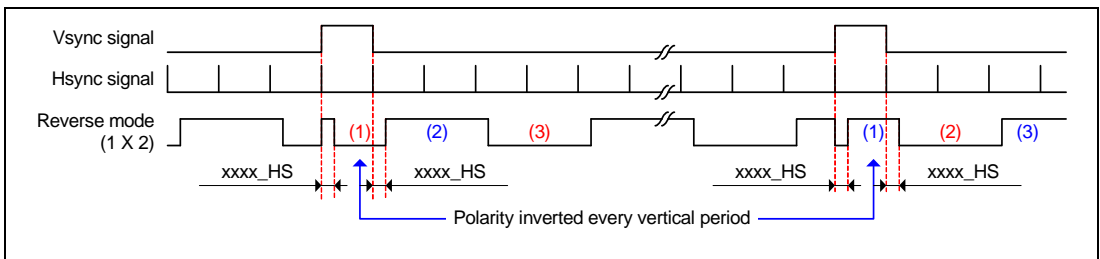 Vsync signal
Hsync signal
Reverse mode
(1 X 2)
(1) (2) (3) (1) (2) (3)
xxxx_HS xxxx_HS xxxx_HS xxxx_HS
Polarity inverted every vertical period